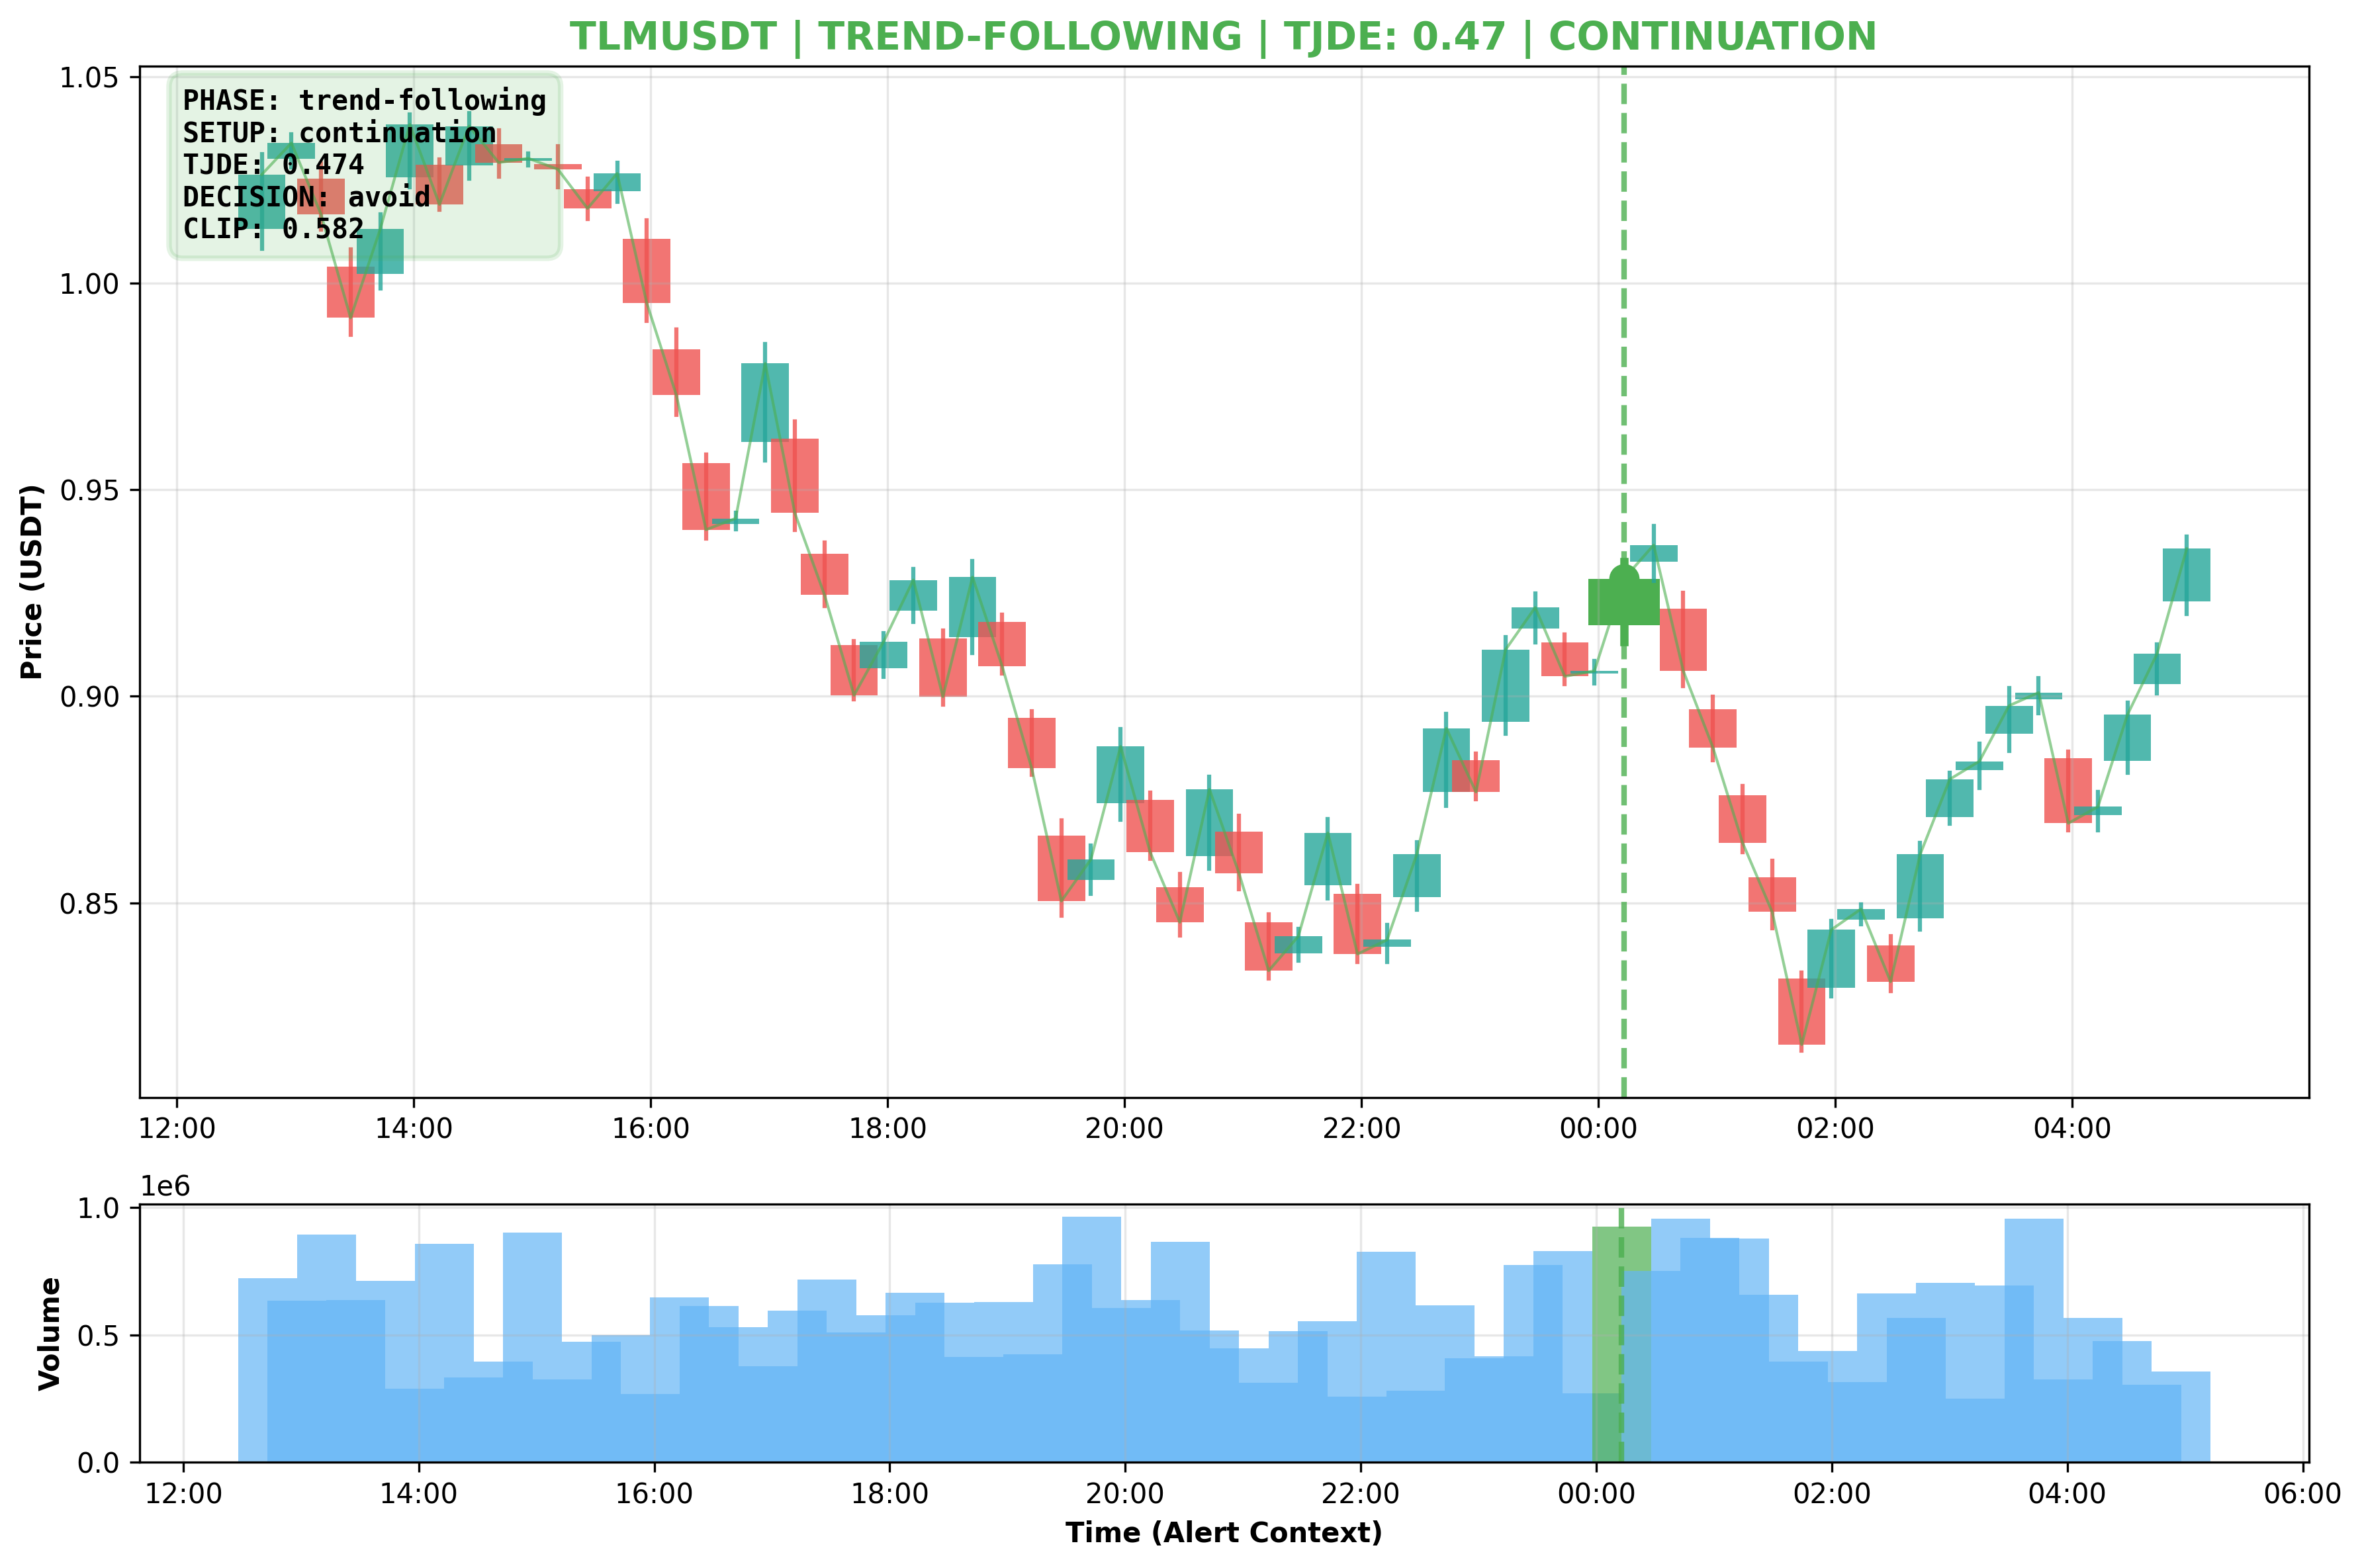 TLMUSDT | TREND-FOLLOWING | TJDE: 0.47 | CONTINUATION
PHASE: trend-following
SETUP: continuation
TJDE: 0.474
DECISION: avoid
CLIP: 0.582
Price (USDT)
1.05
1.00
0.95
0.90
0.85
12:00 14:00 16:00 18:00 20:00 22:00 00:00 02:00 04:00
1e6
Volume
1.0
0.5
0.0
12:00 14:00 16:00 18:00 20:00 22:00 00:00 02:00 04:00 06:00
Time (Alert Context)